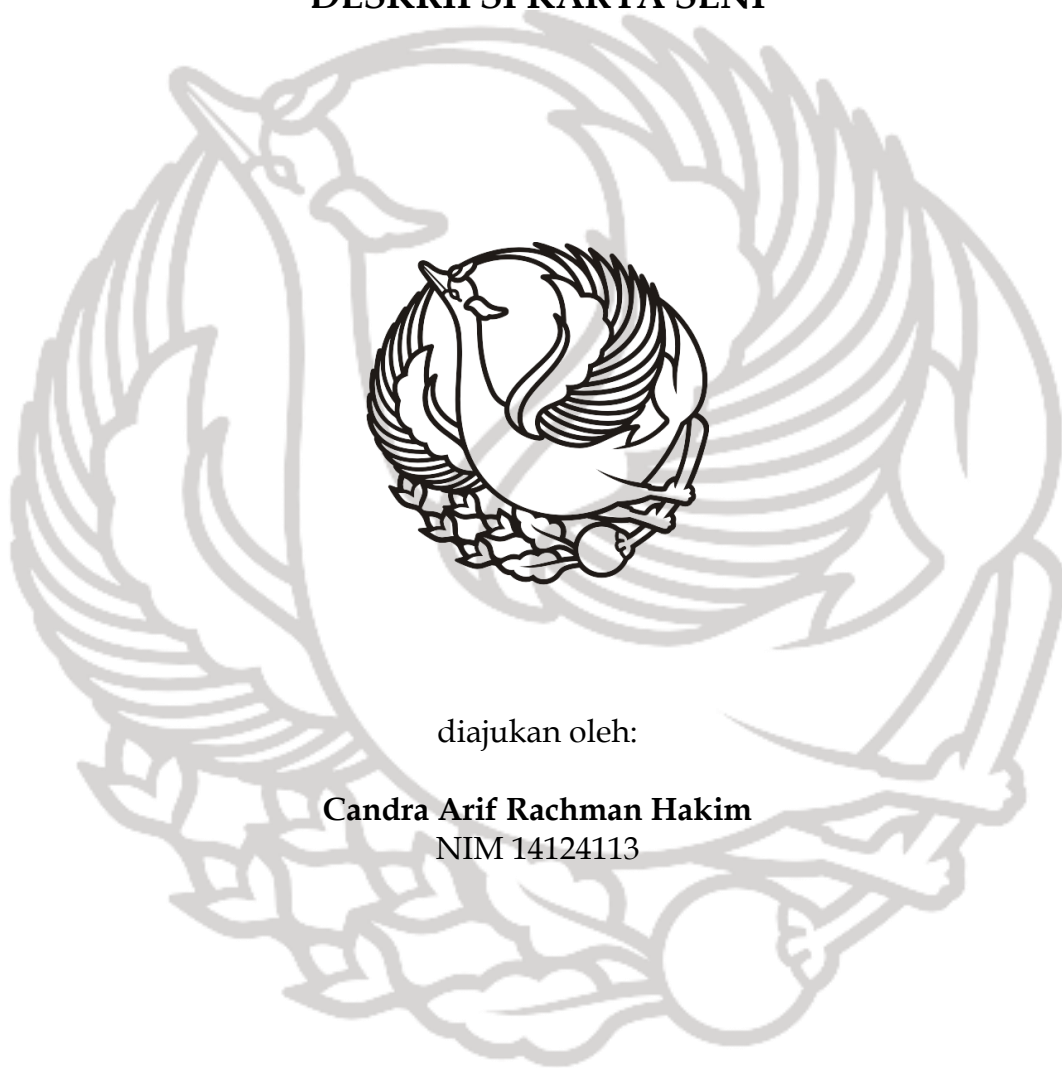 DESKRIPSI KARYA SENI
diajukan oleh:
Candra Arif Rachman Hakim
NIM 14124113